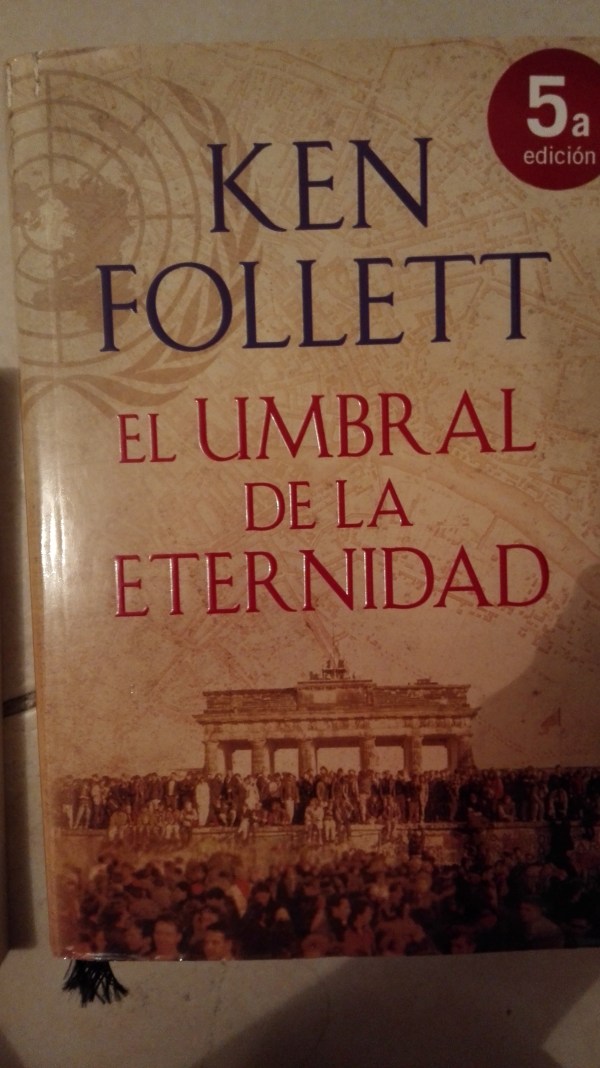 5a
edición
KEN
FOLLETT
EL UMBRAL
DE LA
ETERNIDAD